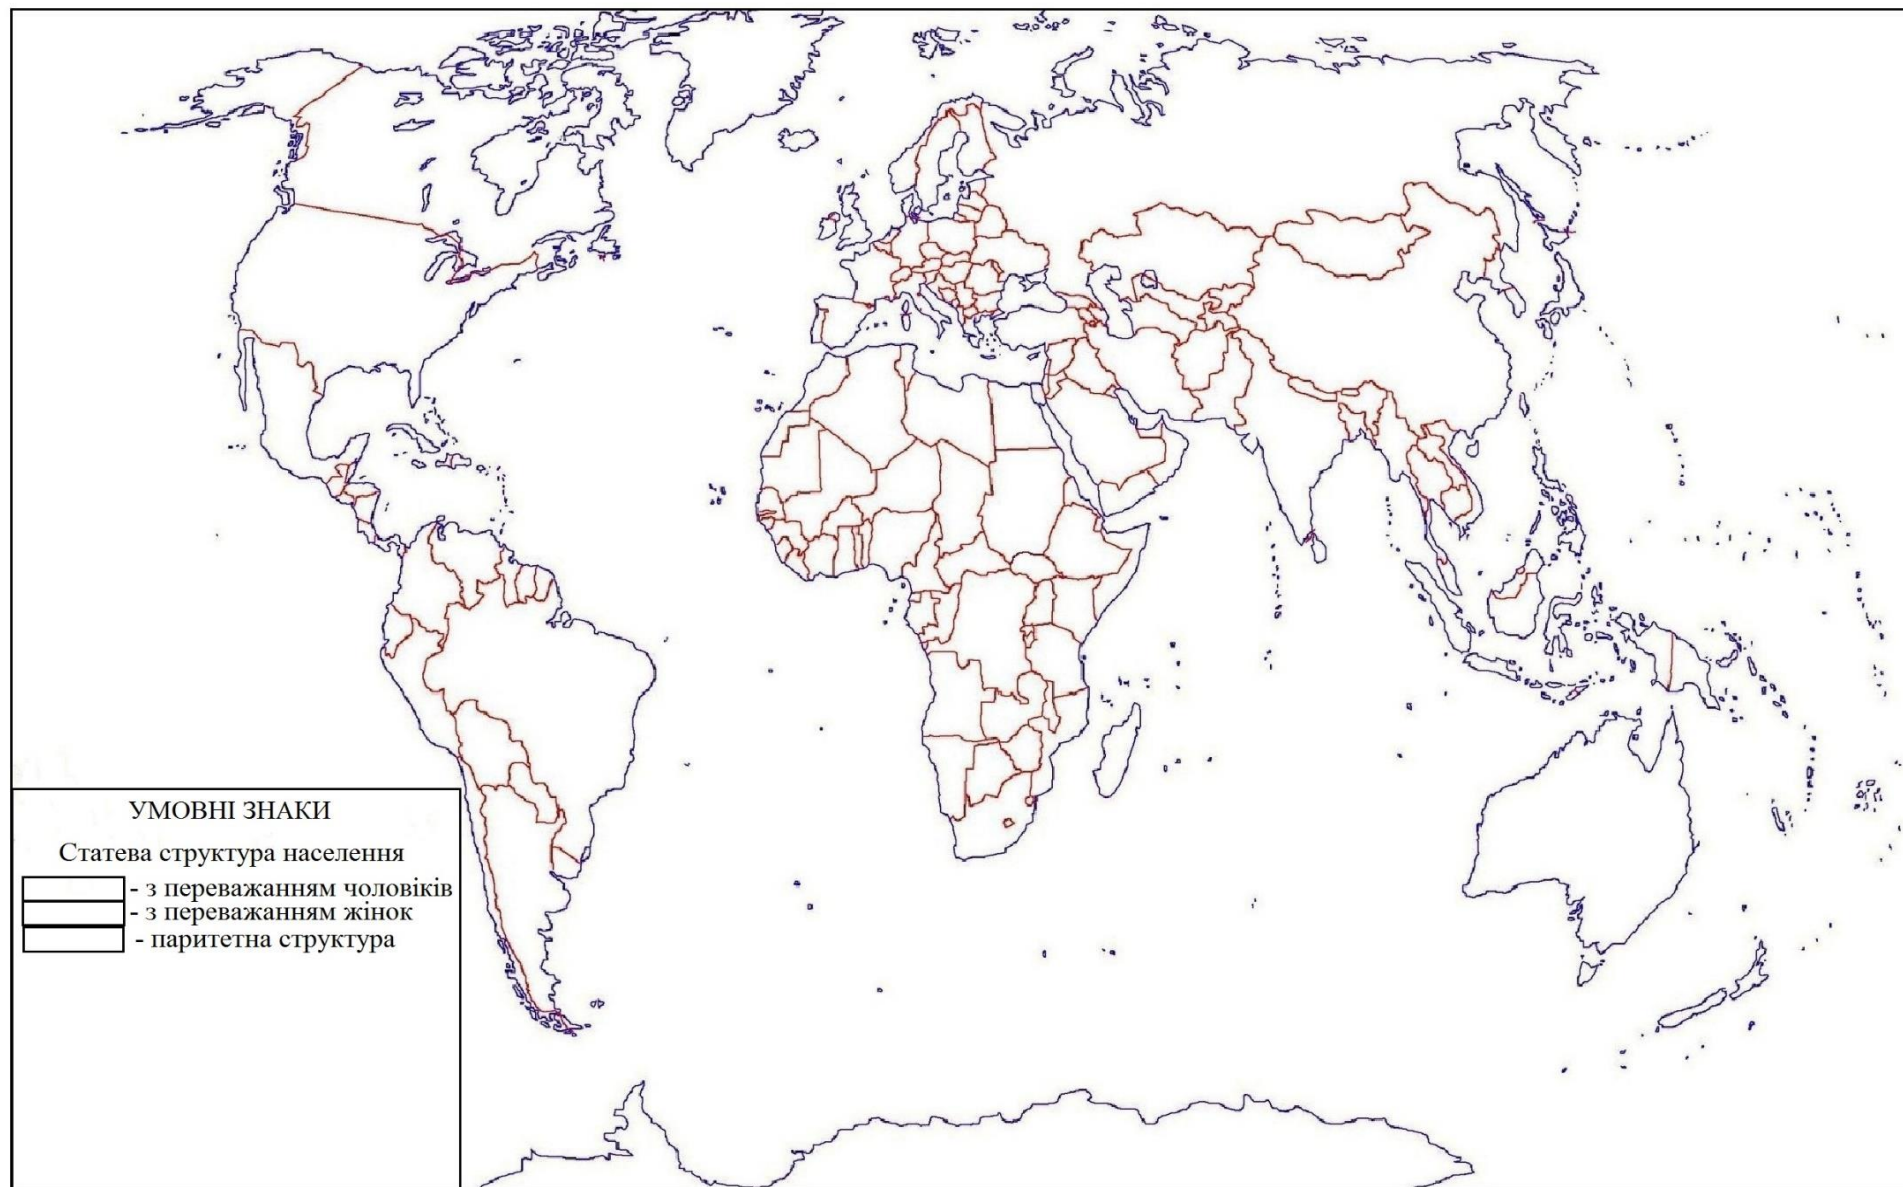 УМОВНІ ЗНАКИ
Статева структура населення
- з переважанням чоловіків
- з переважанням жінок
- паритетна структура